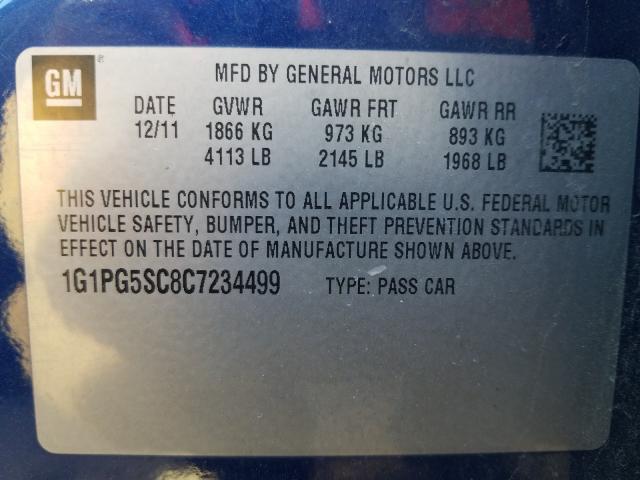 GM ®
MFD BY GENERAL MOTORS LLC
DATE GVWR GAWR FRT GAWR RR
12/11 1866 KG 973 KG 893 KG
4113 LB 2145 LB 1968 LB
THIS VEHICLE CONFORMS TO ALL APPLICABLE U.S. FEDERAL MOTOR
VEHICLE SAFETY, BUMPER, AND THEFT PREVENTION STANDARDS IN
EFFECT ON THE DATE OF MANUFACTURE SHOWN ABOVE.
1G1PG5SC8C7234499 TYPE: PASS CAR